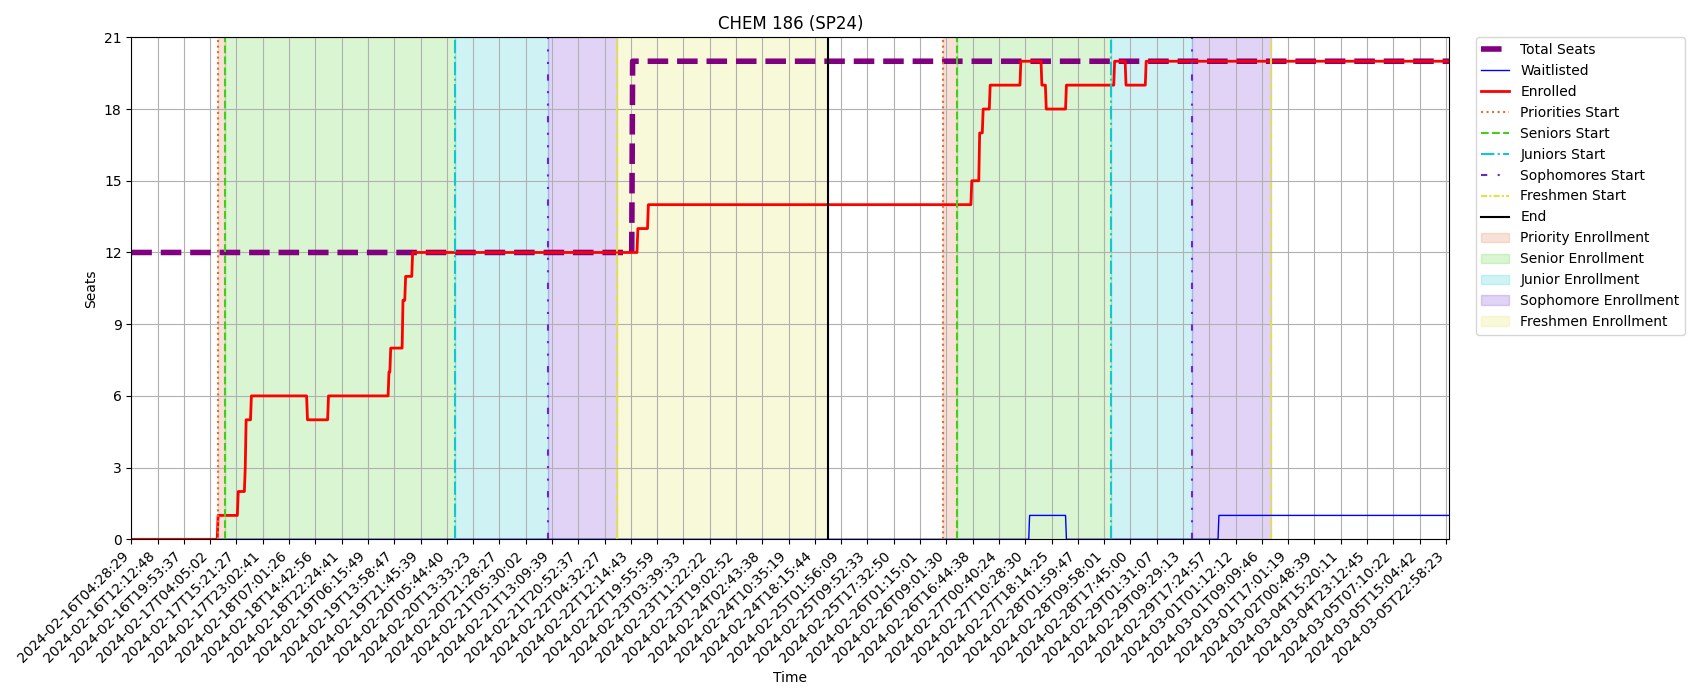 CHEM 186 (SP24)
21
18
15
12
9
6
3
0
Seats
2024-02-16T04:28:29
2024-02-16T12:12:48
2024-02-16T19:53:37
2024-02-17T04:05:02
2024-02-17T15:21:27
2024-02-17T23:02:41
2024-02-18T07:01:26
2024-02-18T14:42:56
2024-02-18T22:24:41
2024-02-19T06:15:49
2024-02-19T13:58:47
2024-02-19T21:45:39
2024-02-20T05:44:40
2024-02-20T13:33:23
2024-02-20T21:28:27
2024-02-21T05:30:02
2024-02-21T13:09:39
2024-02-21T20:52:37
2024-02-22T04:32:27
2024-02-22T12:14:43
2024-02-22T19:55:59
2024-02-23T03:39:33
2024-02-23T11:22:22
2024-02-23T19:02:52
2024-02-24T02:43:38
2024-02-24T10:35:19
2024-02-24T18:15:44
2024-02-25T01:56:09
2024-02-25T09:52:33
2024-02-25T17:32:50
2024-02-26T01:15:01
2024-02-26T09:01:30
2024-02-26T16:44:38
2024-02-27T00:40:24
2024-02-27T10:28:30
2024-02-27T18:14:25
2024-02-28T01:59:47
2024-02-28T09:58:01
2024-02-28T17:45:00
2024-02-29T01:31:07
2024-02-29T09:29:13
2024-02-29T17:24:57
2024-03-01T01:12:12
2024-03-01T09:09:46
2024-03-01T17:01:19
2024-03-02T00:48:39
2024-03-04T15:20:11
2024-03-04T23:12:45
2024-03-05T07:10:22
2024-03-05T15:04:42
2024-03-05T22:58:23
Time
Total Seats
Waitlisted
Enrolled
Priorities Start
Seniors Start
Juniors Start
Sophomores Start
Freshmen Start
End
Priority Enrollment
Senior Enrollment
Junior Enrollment
Sophomore Enrollment
Freshmen Enrollment